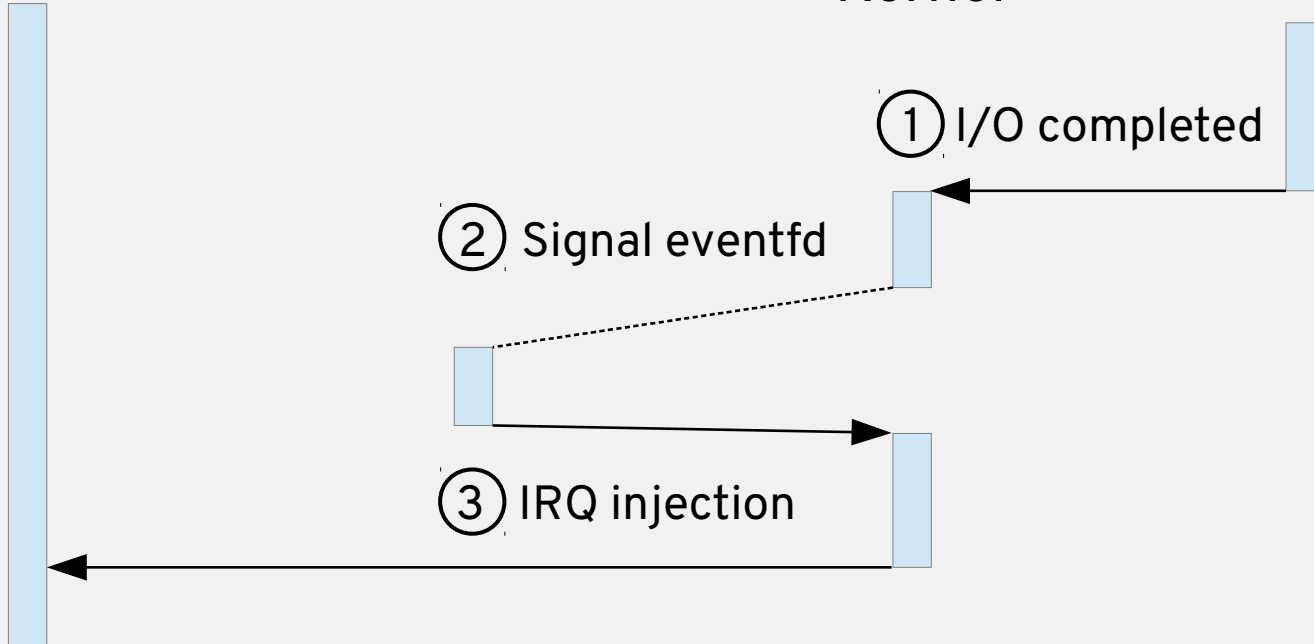 ① I/O completed
② Signal eventfd
③ IRQ injection